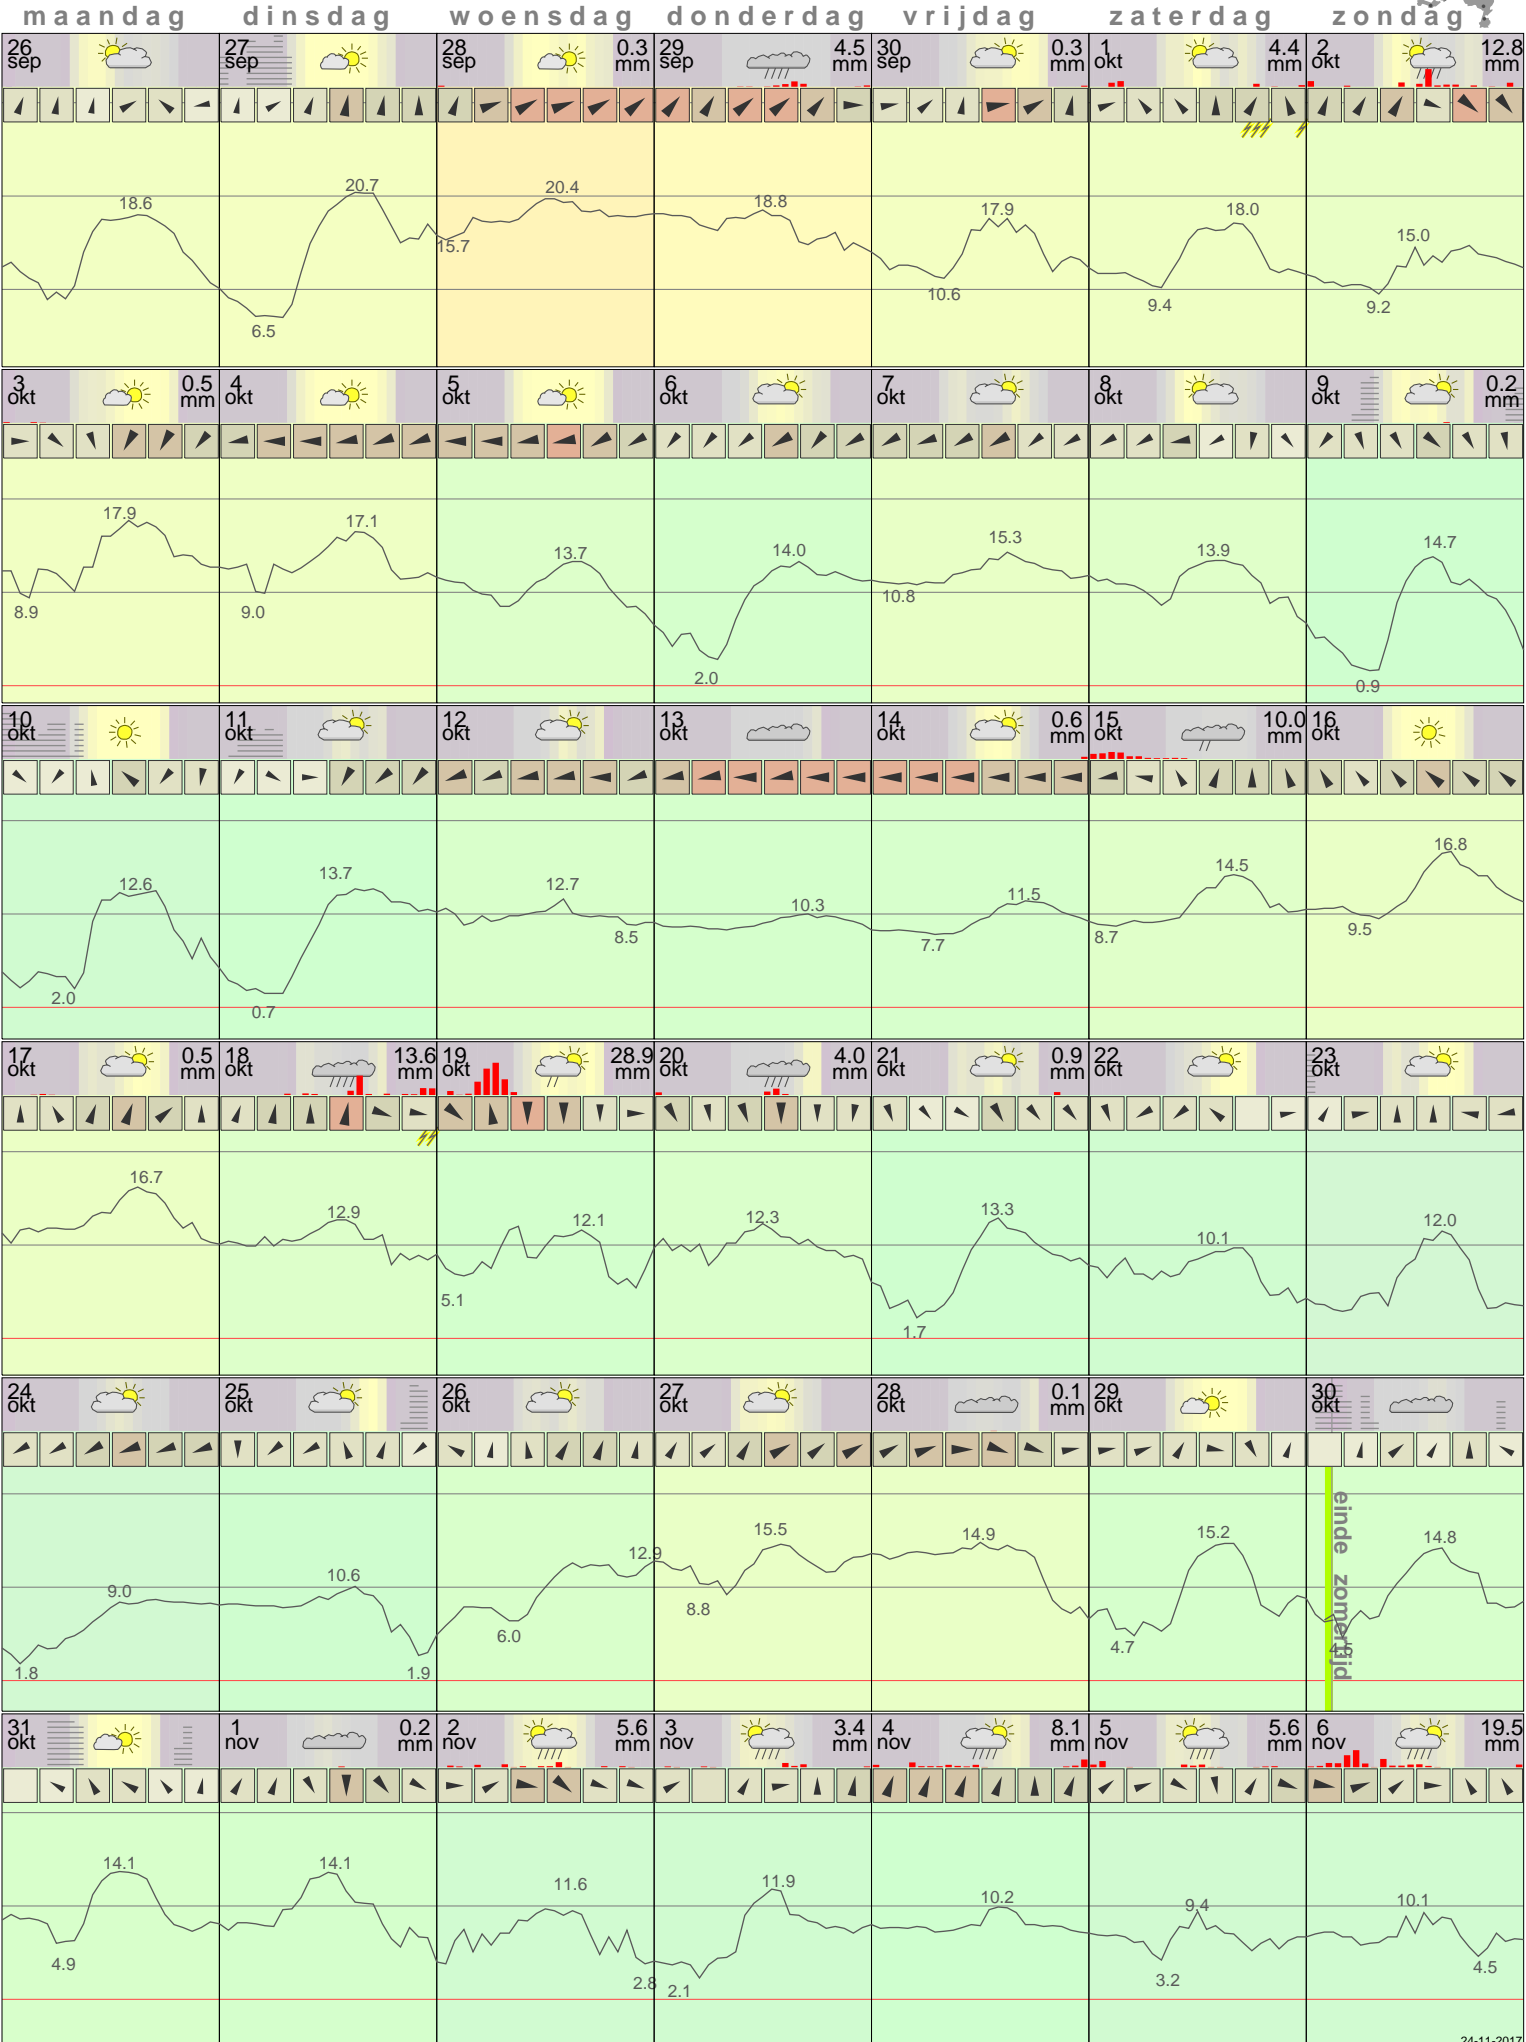 maandag dinsdag woensdag donderdag vrijdag zaterdag zondag
26 sep 27 sep 28 sep 0.3 mm 29 sep 4.5 mm 30 sep 0.3 mm 1 okt 4.4 mm 2 okt 12.8 mm
18.6 20.7 6.5 15.7 20.4 18.8 10.6 17.9 9.4 18.0 9.2 15.0
3 okt 0.5 mm 4 okt 5 okt 6 okt 7 okt 8 okt 9 okt 0.2 mm
8.9 17.9 9.0 17.1 13.7 2.0 14.0 10.8 15.3 13.9 0.9 14.7
10 okt 11 okt 12 okt 13 okt 14 okt 0.6 mm 15 okt 10.0 mm 16 okt
2.0 12.6 0.7 13.7 12.7 8.5 10.3 7.7 11.5 8.7 14.5 9.5 16.8
17 okt 0.5 mm 18 okt 13.6 mm 19 okt 28.9 mm 20 okt 4.0 mm 21 okt 0.9 mm 22 okt 23 okt
16.7 12.9 5.1 12.1 12.3 1.7 13.3 10.1 12.0
24 okt 25 okt 26 okt 27 okt 28 okt 0.1 mm 29 okt 30 okt
1.8 9.0 10.6 1.9 6.0 12.9 8.8 15.5 14.9 4.7 15.2 14.8
einde zomertijd
31 okt 1 nov 0.2 mm 2 nov 5.6 mm 3 nov 3.4 mm 4 nov 8.1 mm 5 nov 5.6 mm 6 nov 19.5 mm
4.9 14.1 14.1 11.6 2.8 2.1 11.9 10.2 3.2 9.4 10.1 4.5
24-11-2017